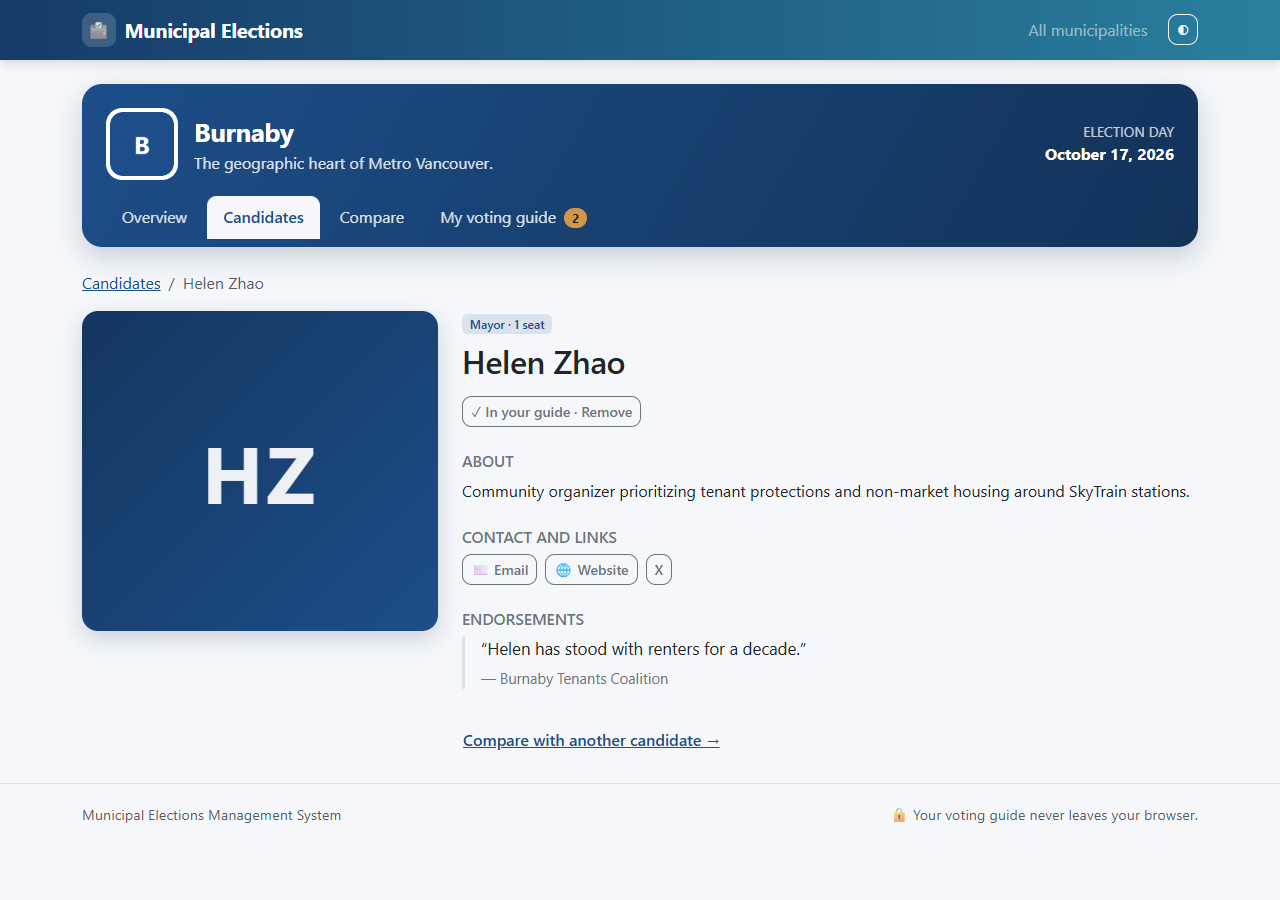 Municipal Elections
All municipalities
B
Burnaby
The geographic heart of Metro Vancouver.
ELECTION DAY
October 17, 2026
Overview
Candidates
Compare
My voting guide 2
Candidates / Helen Zhao
HZ
Mayor · 1 seat
Helen Zhao
✓ In your guide · Remove
ABOUT
Community organizer prioritizing tenant protections and non-market housing around SkyTrain stations.
CONTACT AND LINKS
Email
Website
X
ENDORSEMENTS
“Helen has stood with renters for a decade.”
— Burnaby Tenants Coalition
Compare with another candidate →
Municipal Elections Management System
Your voting guide never leaves your browser.